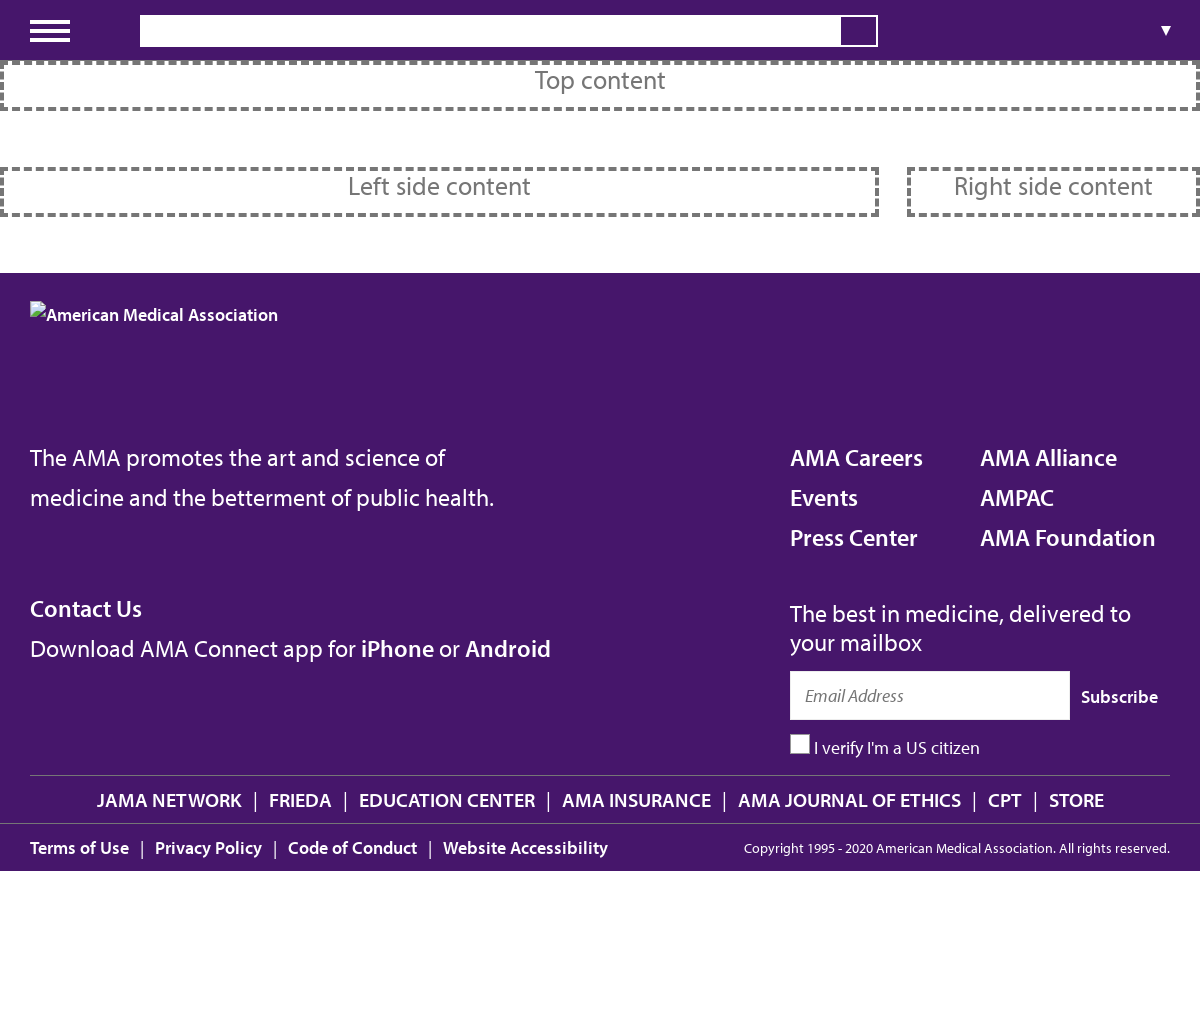 ▼
Top content
Left side content
Right side content
American Medical Association
The AMA promotes the art and science of
medicine and the betterment of public health.
AMA Careers
Events
Press Center
AMA Alliance
AMPAC
AMA Foundation
Contact Us
Download AMA Connect app for iPhone or Android
The best in medicine, delivered to
your mailbox
Email Address
Subscribe
I verify I'm a US citizen
JAMA NETWORK | FRIEDA | EDUCATION CENTER | AMA INSURANCE | AMA JOURNAL OF ETHICS | CPT | STORE
Terms of Use | Privacy Policy | Code of Conduct | Website Accessibility
Copyright 1995 - 2020 American Medical Association. All rights reserved.